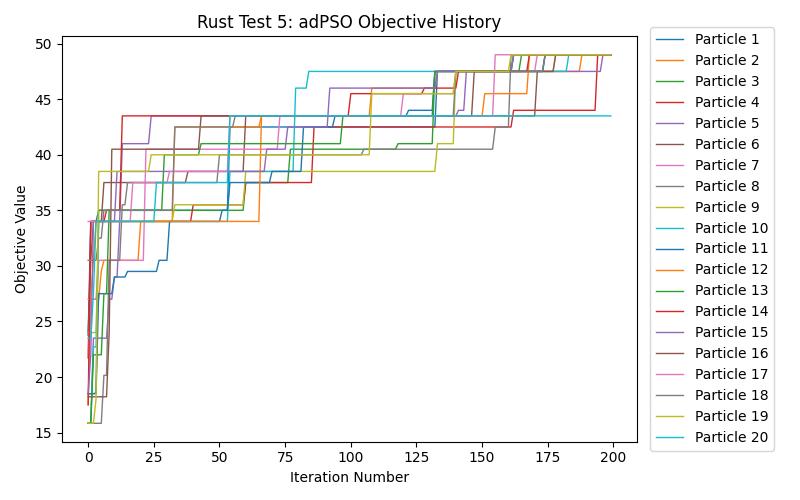 Rust Test 5: adPSO Objective History
Objective Value
50
45
40
35
30
25
20
15
0
25
50
75
100
125
150
175
200
Iteration Number
Particle 1
Particle 2
Particle 3
Particle 4
Particle 5
Particle 6
Particle 7
Particle 8
Particle 9
Particle 10
Particle 11
Particle 12
Particle 13
Particle 14
Particle 15
Particle 16
Particle 17
Particle 18
Particle 19
Particle 20